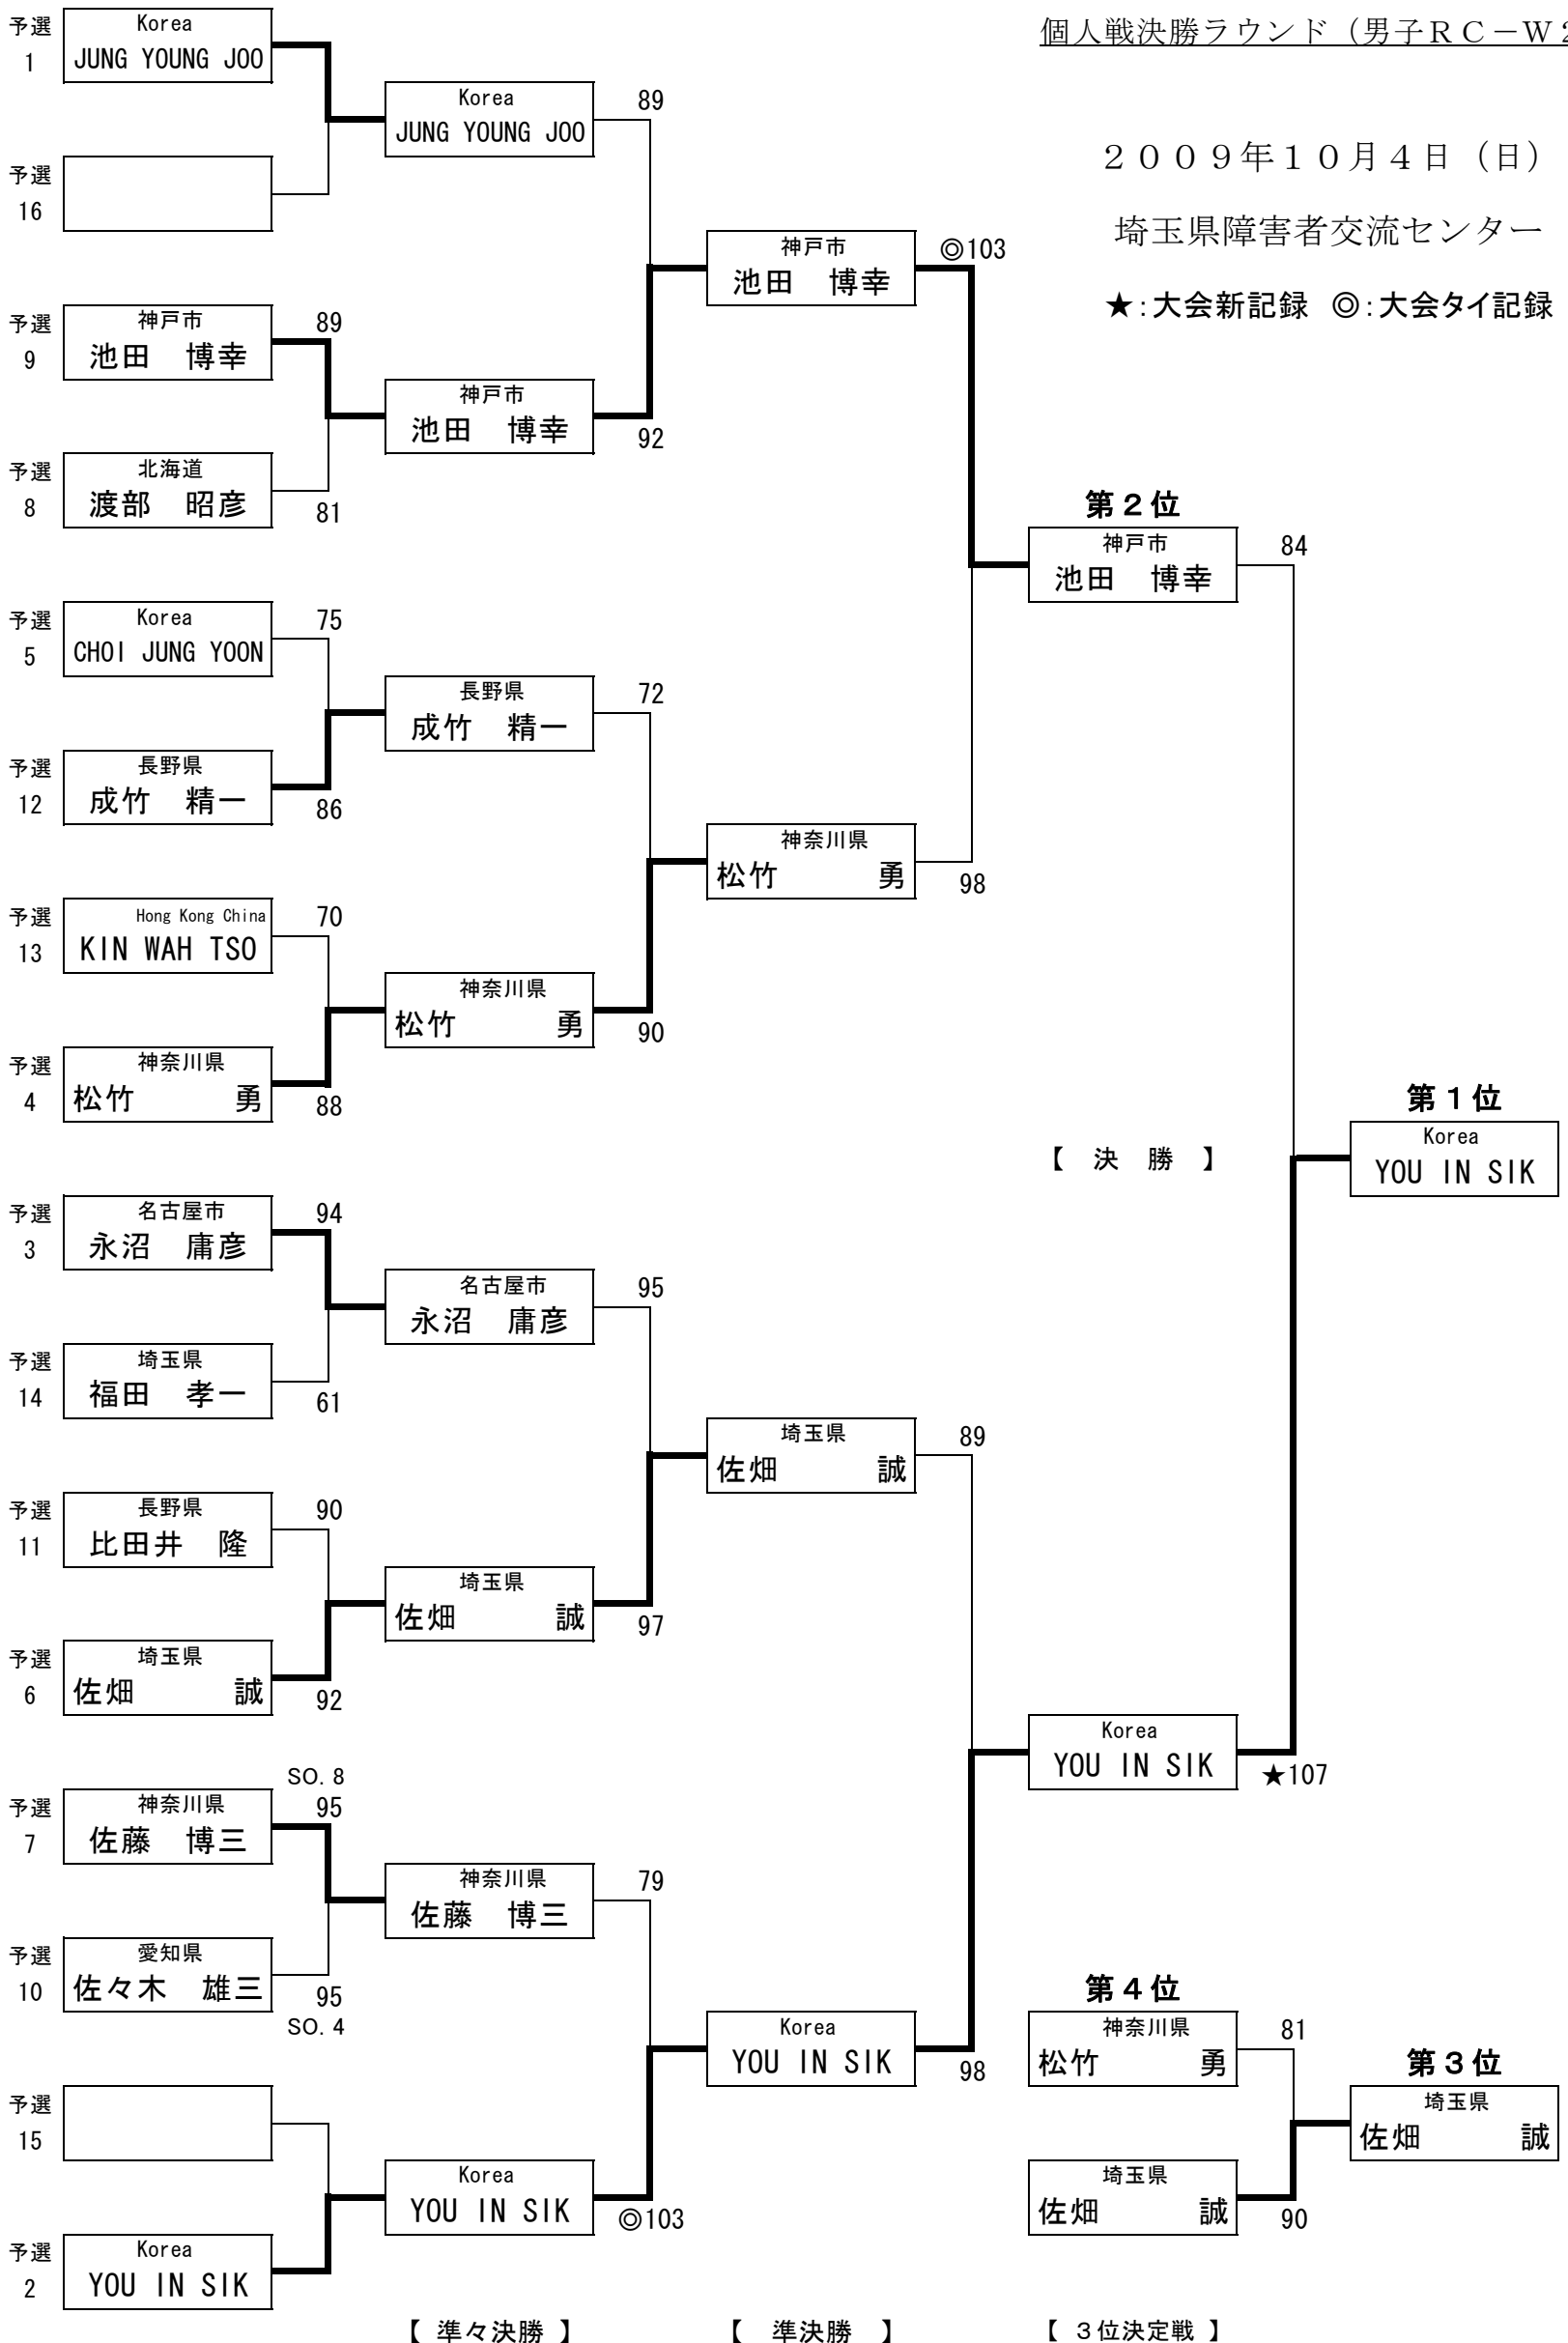 個人戦決勝ラウンド（男子ＲＣ－Ｗ２
２００９年１０月４日（日）
埼玉県障害者交流センター
★：大会新記録 ◎：大会タイ記録
予選
1
Korea
JUNG YOUNG JOO
予選
16
予選
9
神戸市
池田 博幸
89
予選
8
北海道
渡部 昭彦
81
予選
5
Korea
CHOI JUNG YOON
75
予選
12
長野県
成竹 精一
86
予選
13
Hong Kong China
KIN WAH TSO
70
予選
4
神奈川県
松竹 勇
88
予選
3
名古屋市
永沼 庸彦
94
予選
14
埼玉県
福田 孝一
61
予選
11
長野県
比田井 隆
90
予選
6
埼玉県
佐畑 誠
92
予選
7
神奈川県
佐藤 博三
SO. 8
95
予選
10
愛知県
佐々木 雄三
95
SO. 4
予選
15
予選
2
Korea
YOU IN SIK
Korea
JUNG YOUNG JOO
89
神戸市
池田 博幸
92
長野県
成竹 精一
72
神奈川県
松竹 勇
90
名古屋市
永沼 庸彦
95
埼玉県
佐畑 誠
97
神奈川県
佐藤 博三
79
Korea
YOU IN SIK
◎103
【 準々決勝 】
神戸市
池田 博幸
◎103
神奈川県
松竹 勇
98
埼玉県
佐畑 誠
89
Korea
YOU IN SIK
98
【 準決勝 】
第２位
神戸市
池田 博幸
84
【 決 勝 】
Korea
YOU IN SIK
★107
第１位
Korea
YOU IN SIK
第４位
神奈川県
松竹 勇
81
埼玉県
佐畑 誠
90
第３位
埼玉県
佐畑 誠
【 ３位決定戦 】